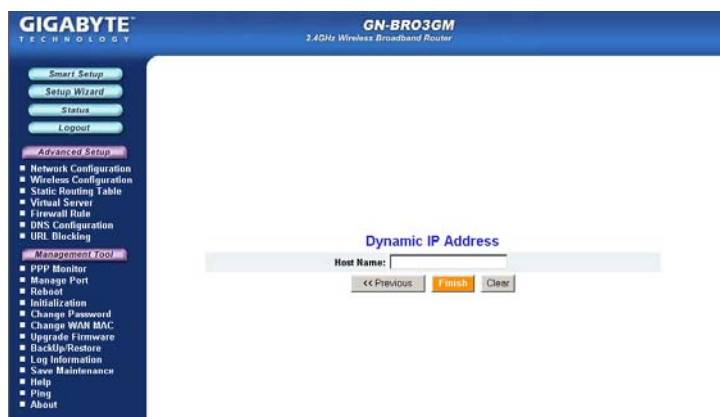 GIGABYTE
TECHNOLOGY
GN-BR03GM
2.4GHz Wireless Broadband Router
Smart Setup
Setup Wizard
Status
Logout
Advanced Setup
Network Configuration
Wireless Configuration
Static Routing Table
Virtual Server
Firewall Rule
DNS Configuration
URL Blocking
Management Tool
PPP Monitor
Manage Port
Reboot
Initialization
Change Password
Change WAN MAC
Upgrade Firmware
BackUp/Restore
Log Information
Save Maintenance
Help
Ping
About
Dynamic IP Address
Host Name:
<< Previous Finish Clear